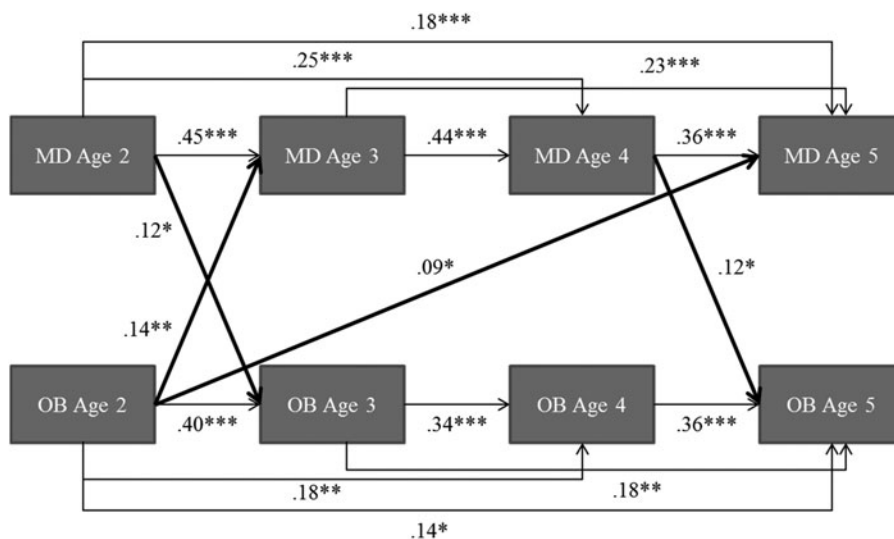 .18***
.25***
.23***
MD Age 2
.45***
MD Age 3
.44***
MD Age 4
.36***
MD Age 5
.12*
.09*
.12*
.14**
OB Age 2
.40***
OB Age 3
.34***
OB Age 4
.36***
OB Age 5
.18**
.18**
.14*